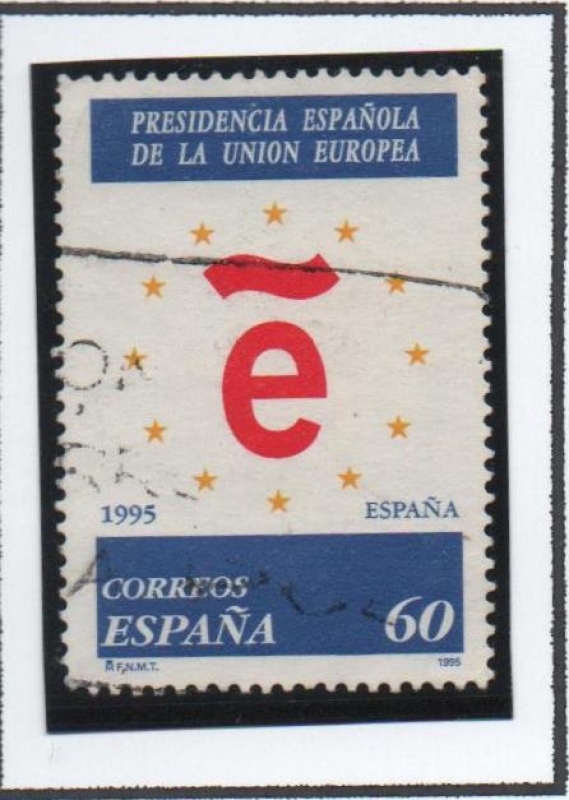 PRESIDENCIA ESPAÑOLA
DE LA UNION EUROPEA
ẽ
1995 ESPAÑA
CORREOS
ESPAÑA 60
F.N.M.T. 1995